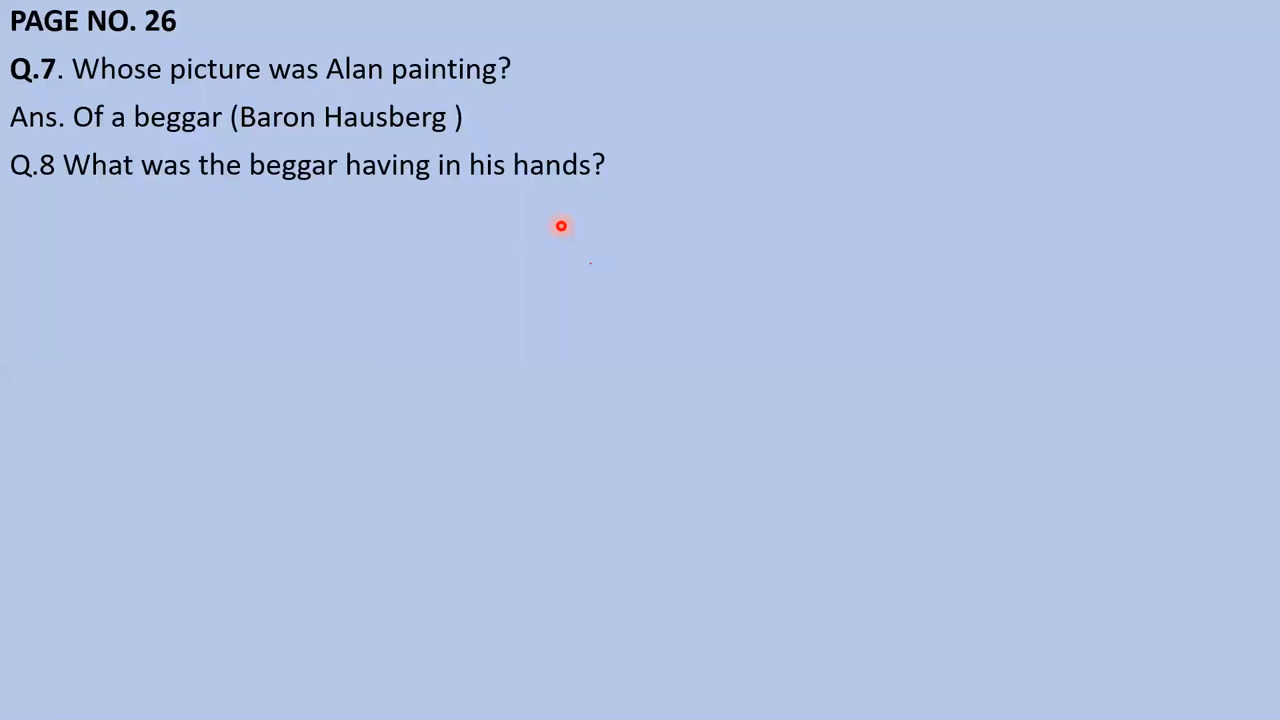 PAGE NO. 26
Q.7. Whose picture was Alan painting?
Ans. Of a beggar (Baron Hausberg )
Q.8 What was the beggar having in his hands?